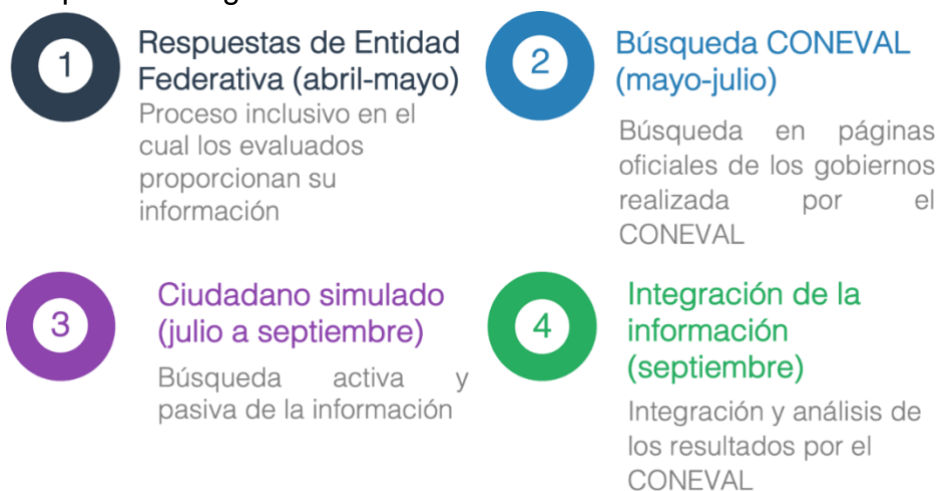 1
Respuestas de Entidad
Federativa (abril-mayo)
Proceso inclusivo en el
cual los evaluados
proporcionan su
información
2
Búsqueda CONEVAL
(mayo-julio)
Búsqueda en páginas
oficiales de los gobiernos
realizada por el
CONEVAL
3
Ciudadano simulado
(julio a septiembre)
Búsqueda activa y
pasiva de la información
4
Integración de la
información
(septiembre)
Integración y análisis de
los resultados por el
CONEVAL